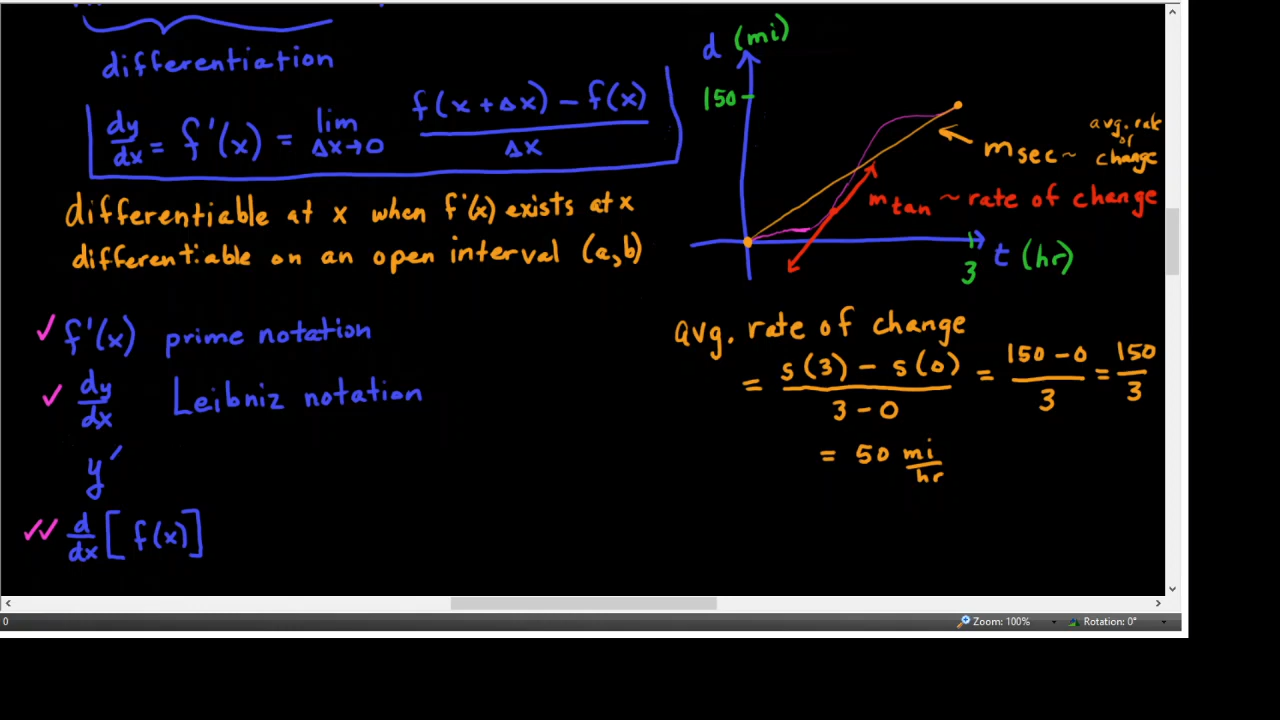 differentiation
dy/dx = f'(x) = lim Δx→0 f(x+Δx) − f(x) / Δx
differentiable at x when f'(x) exists at x
differentiable on an open interval (a,b)
✓ f'(x) prime notation
✓ dy/dx Leibniz notation
y'
✓✓ d/dx [f(x)]
d (mi)
150
avg. rate
of
change
m sec ~
m tan ~ rate of change
3
t (hr)
avg. rate of change
= s(3) − s(0) / 3 − 0 = 150 − 0 / 3 = 150 / 3
= 50 mi/hr
0
Zoom: 100%
Rotation: 0°